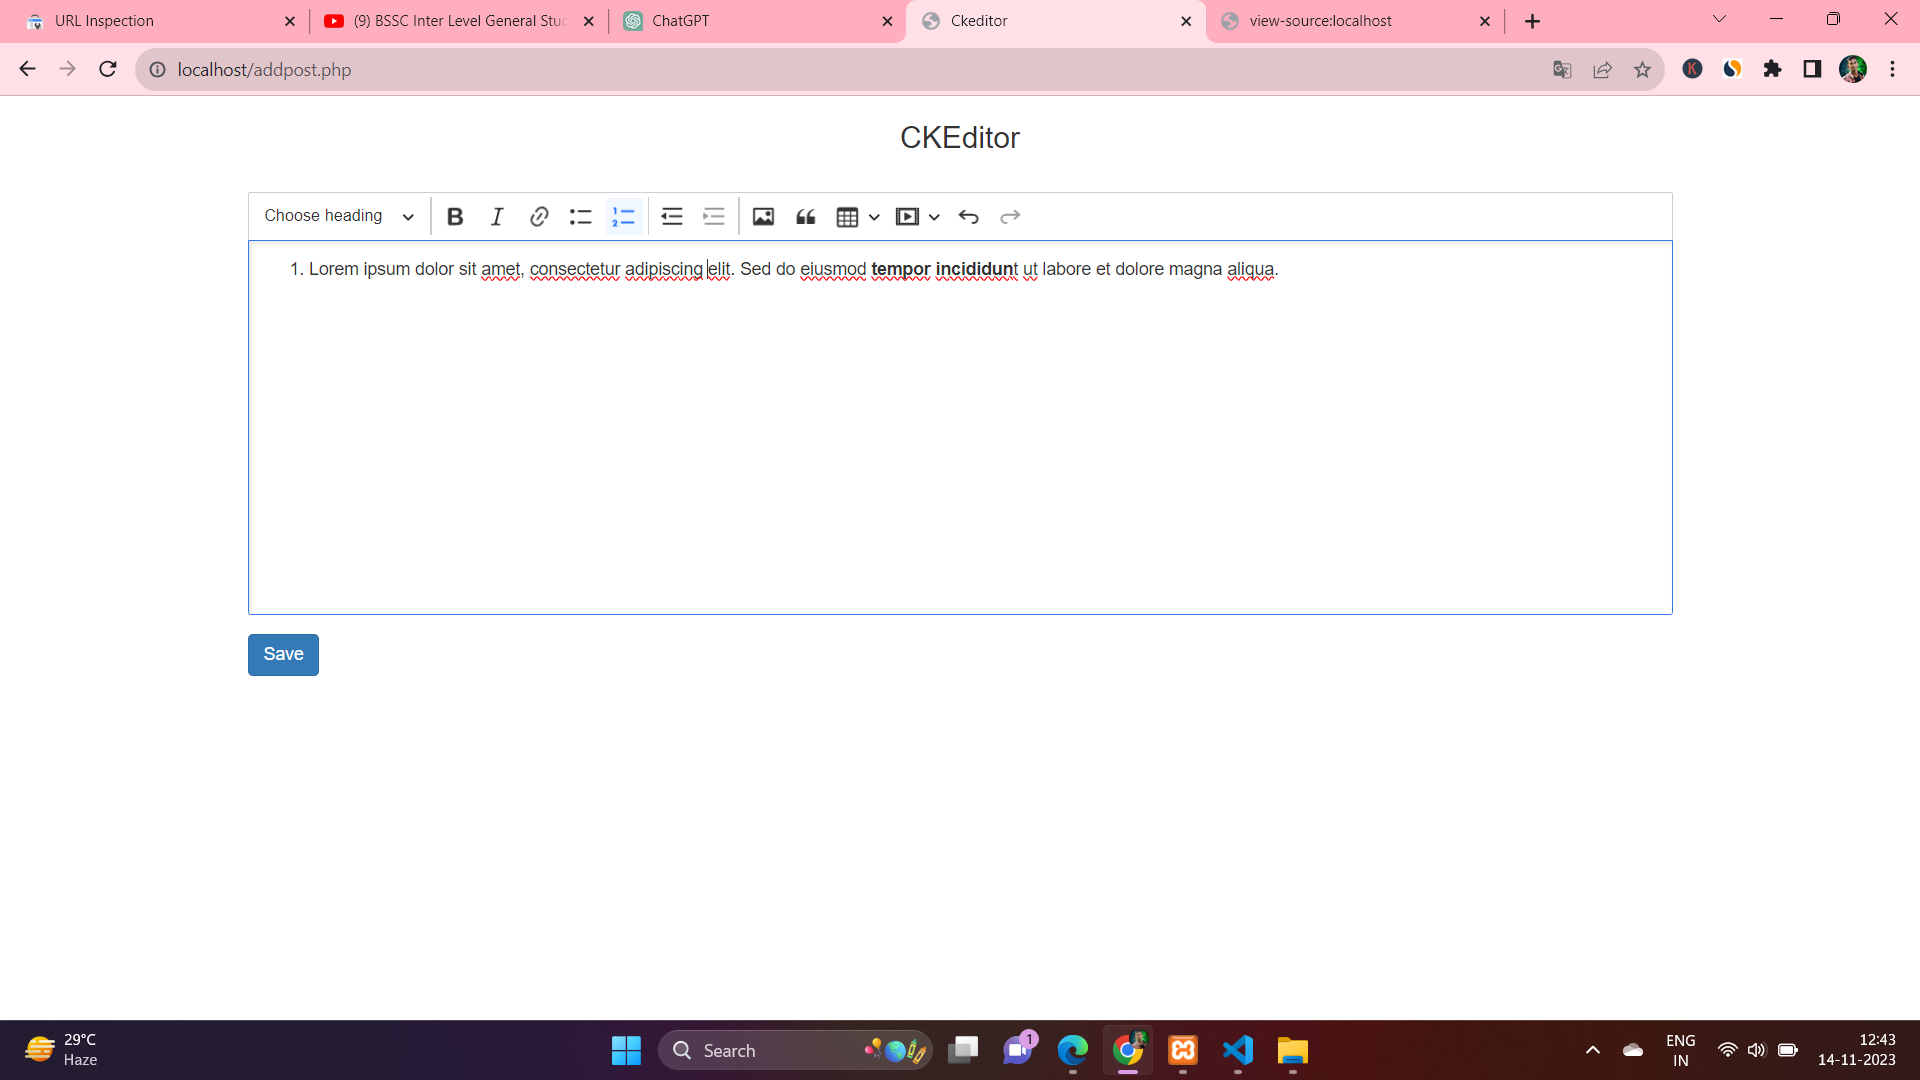 URL Inspection
(9) BSSC Inter Level General Stu
ChatGPT
Ckeditor
view-source:localhost
localhost/addpost.php
CKEditor
Choose heading
1. Lorem ipsum dolor sit amet, consectetur adipiscing elit. Sed do eiusmod tempor incididunt ut labore et dolore magna aliqua.
Save
29°C
Haze
Search
1
ENG
IN
12:43
14-11-2023